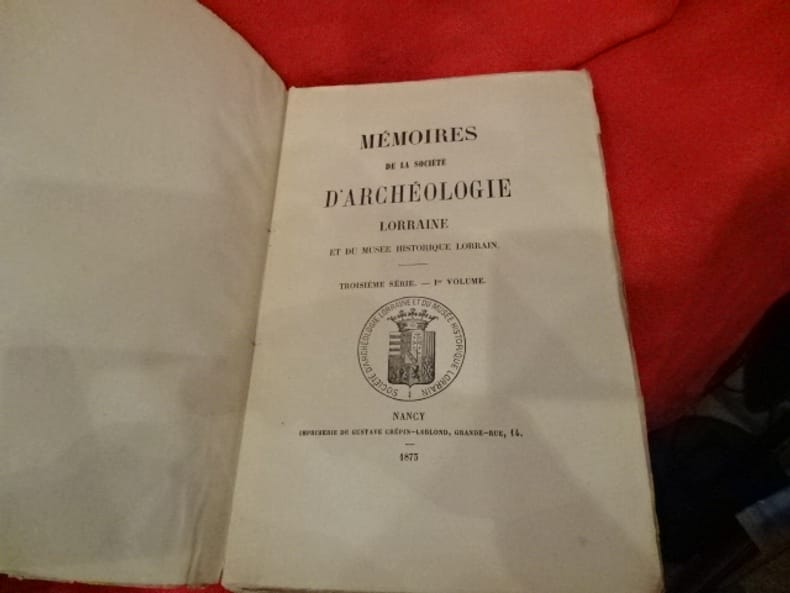 MÉMOIRES
DE LA SOCIÉTÉ
D'ARCHÉOLOGIE
LORRAINE
ET DU MUSÉE HISTORIQUE LORRAIN.
TROISIÈME SÉRIE. — Ier VOLUME.
SOCIÉTÉ D'ARCHÉOLOGIE LORRAINE ET DU MUSÉE HISTORIQUE LORRAIN
NANCY
IMPRIMERIE DE GUSTAVE CRÉPIN-LEBLOND, GRANDE-RUE, 14.
1873